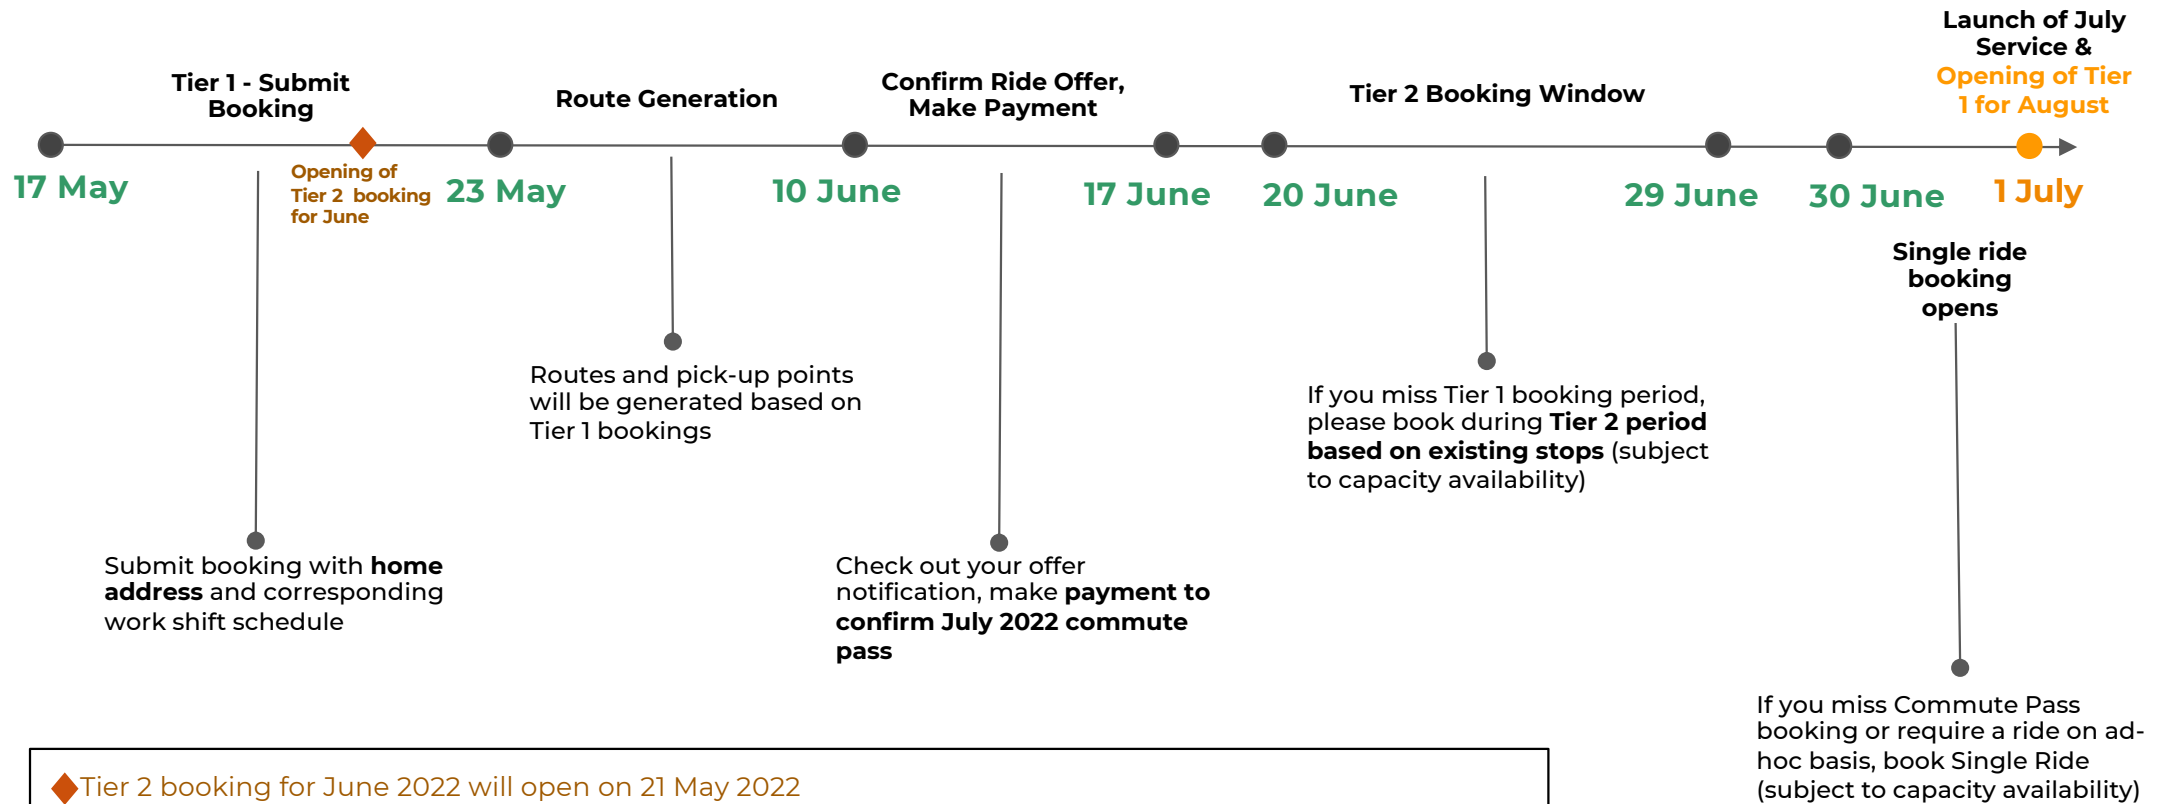 Launch of July
Service &
Opening of Tier
1 for August
Tier 1 - Submit
Booking
Route Generation
Confirm Ride Offer,
Make Payment
Tier 2 Booking Window
17 May
Opening of
Tier 2 booking
for June
23 May
10 June
17 June
20 June
29 June
30 June
1 July
Single ride
booking
opens
Routes and pick-up points
will be generated based on
Tier 1 bookings
If you miss Tier 1 booking period,
please book during Tier 2 period
based on existing stops (subject
to capacity availability)
Submit booking with home
address and corresponding
work shift schedule
Check out your offer
notification, make payment to
confirm July 2022 commute
pass
If you miss Commute Pass
booking or require a ride on ad-
hoc basis, book Single Ride
(subject to capacity availability)
Tier 2 booking for June 2022 will open on 21 May 2022